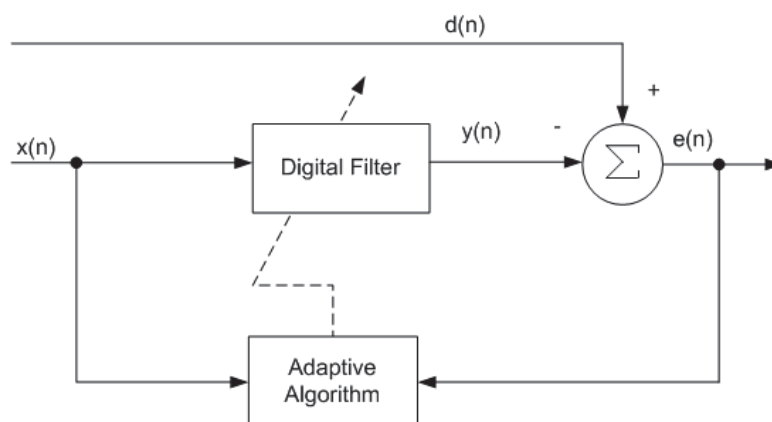 d(n)
+
x(n)
Digital Filter
y(n)
-
Σ
e(n)
Adaptive
Algorithm